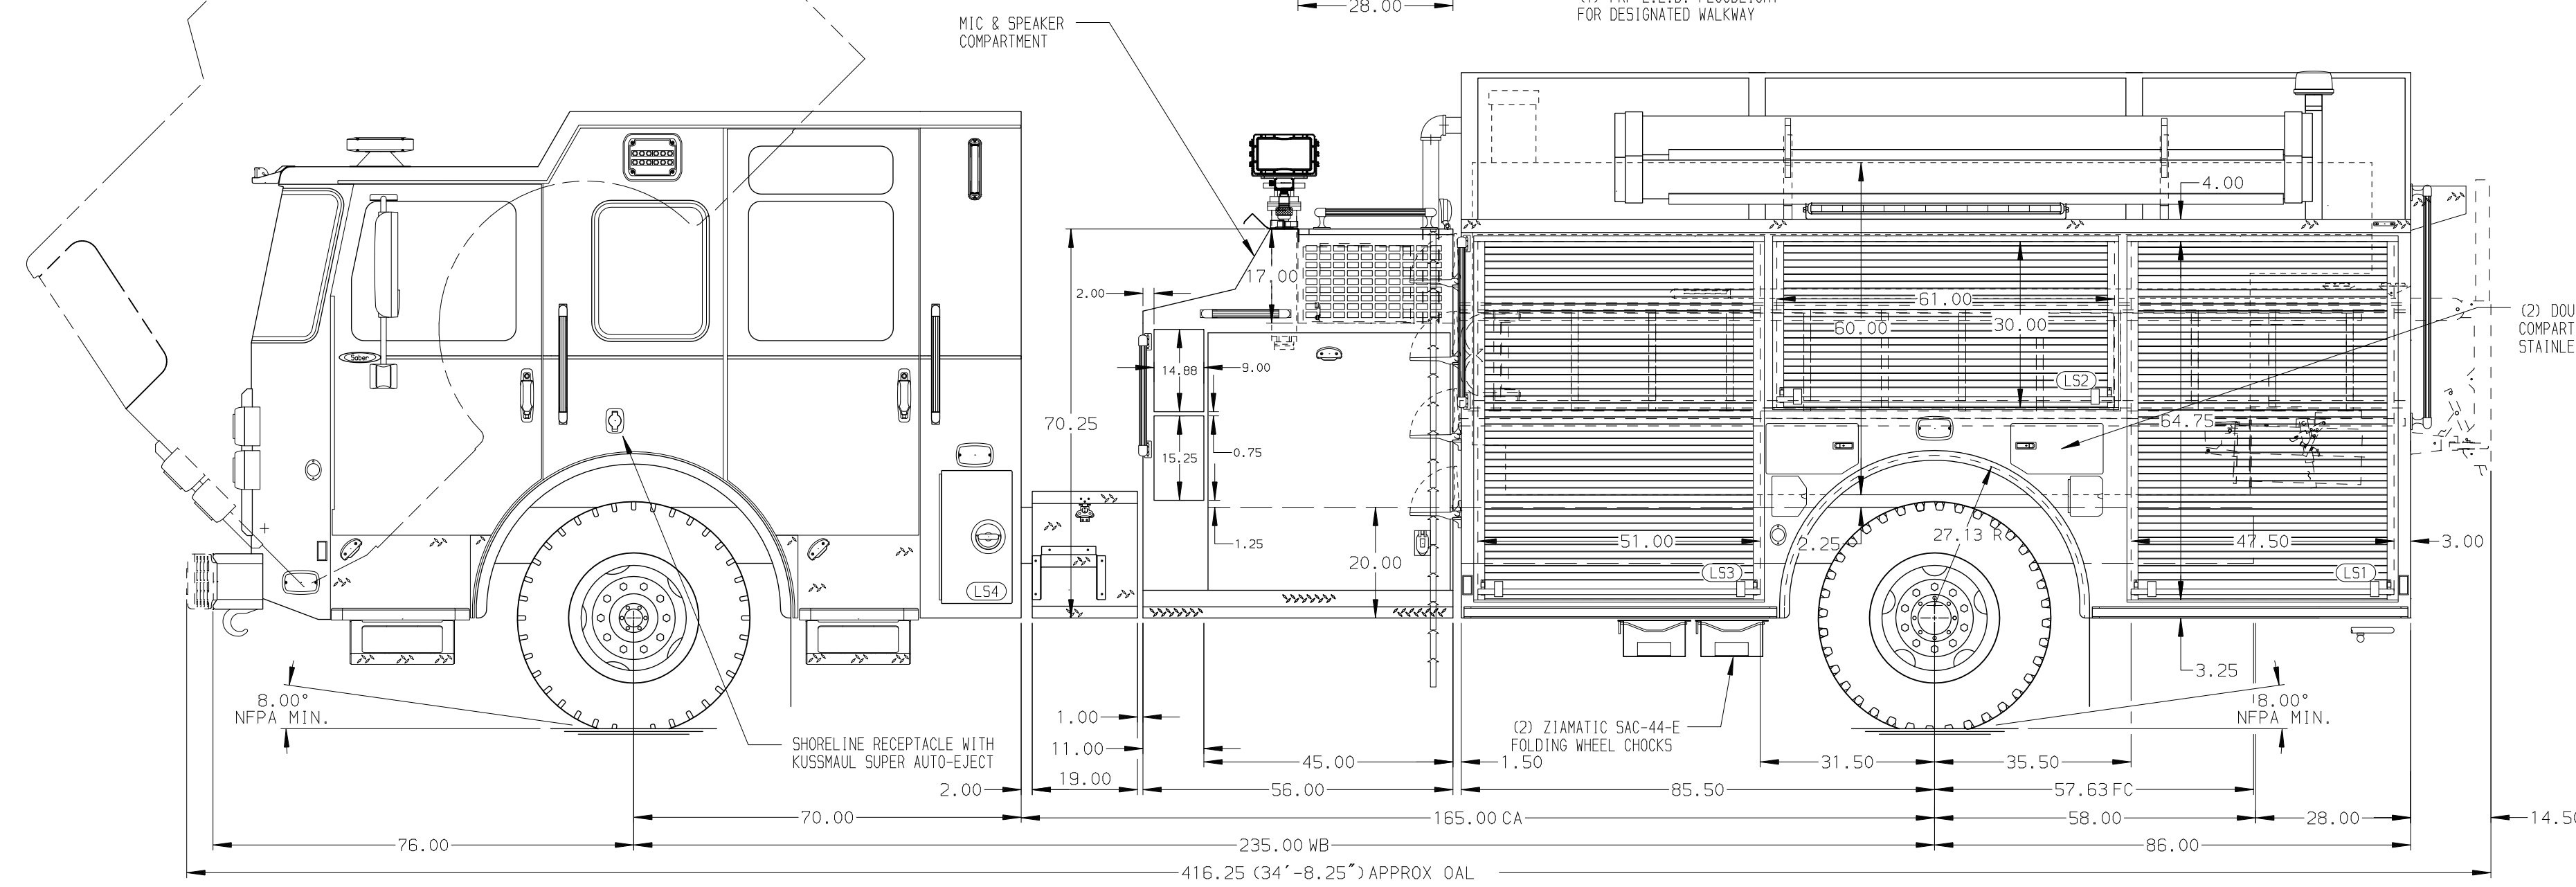 28.00
FOR DESIGNATED WALKWAY
MIC & SPEAKER
COMPARTMENT
4.00
17.00
2.00
61.00
60.00
30.00
(2) DOU
COMPART
STAINLE
Saber
14.88
9.00
LS2
70.25
64.75
15.25
0.75
1.25
20.00
51.00
2.25
27.13 R
47.50
3.00
LS4
LS3
LS1
3.25
8.00°
NFPA MIN.
8.00°
NFPA MIN.
SHORELINE RECEPTACLE WITH
KUSSMAUL SUPER AUTO-EJECT
(2) ZIAMATIC SAC-44-E
FOLDING WHEEL CHOCKS
1.00
11.00
45.00
1.50
31.50
35.50
19.00
2.00
56.00
85.50
57.63 FC
70.00
165.00 CA
58.00
28.00
14.50
76.00
235.00 WB
86.00
416.25 (34'-8.25") APPROX OAL